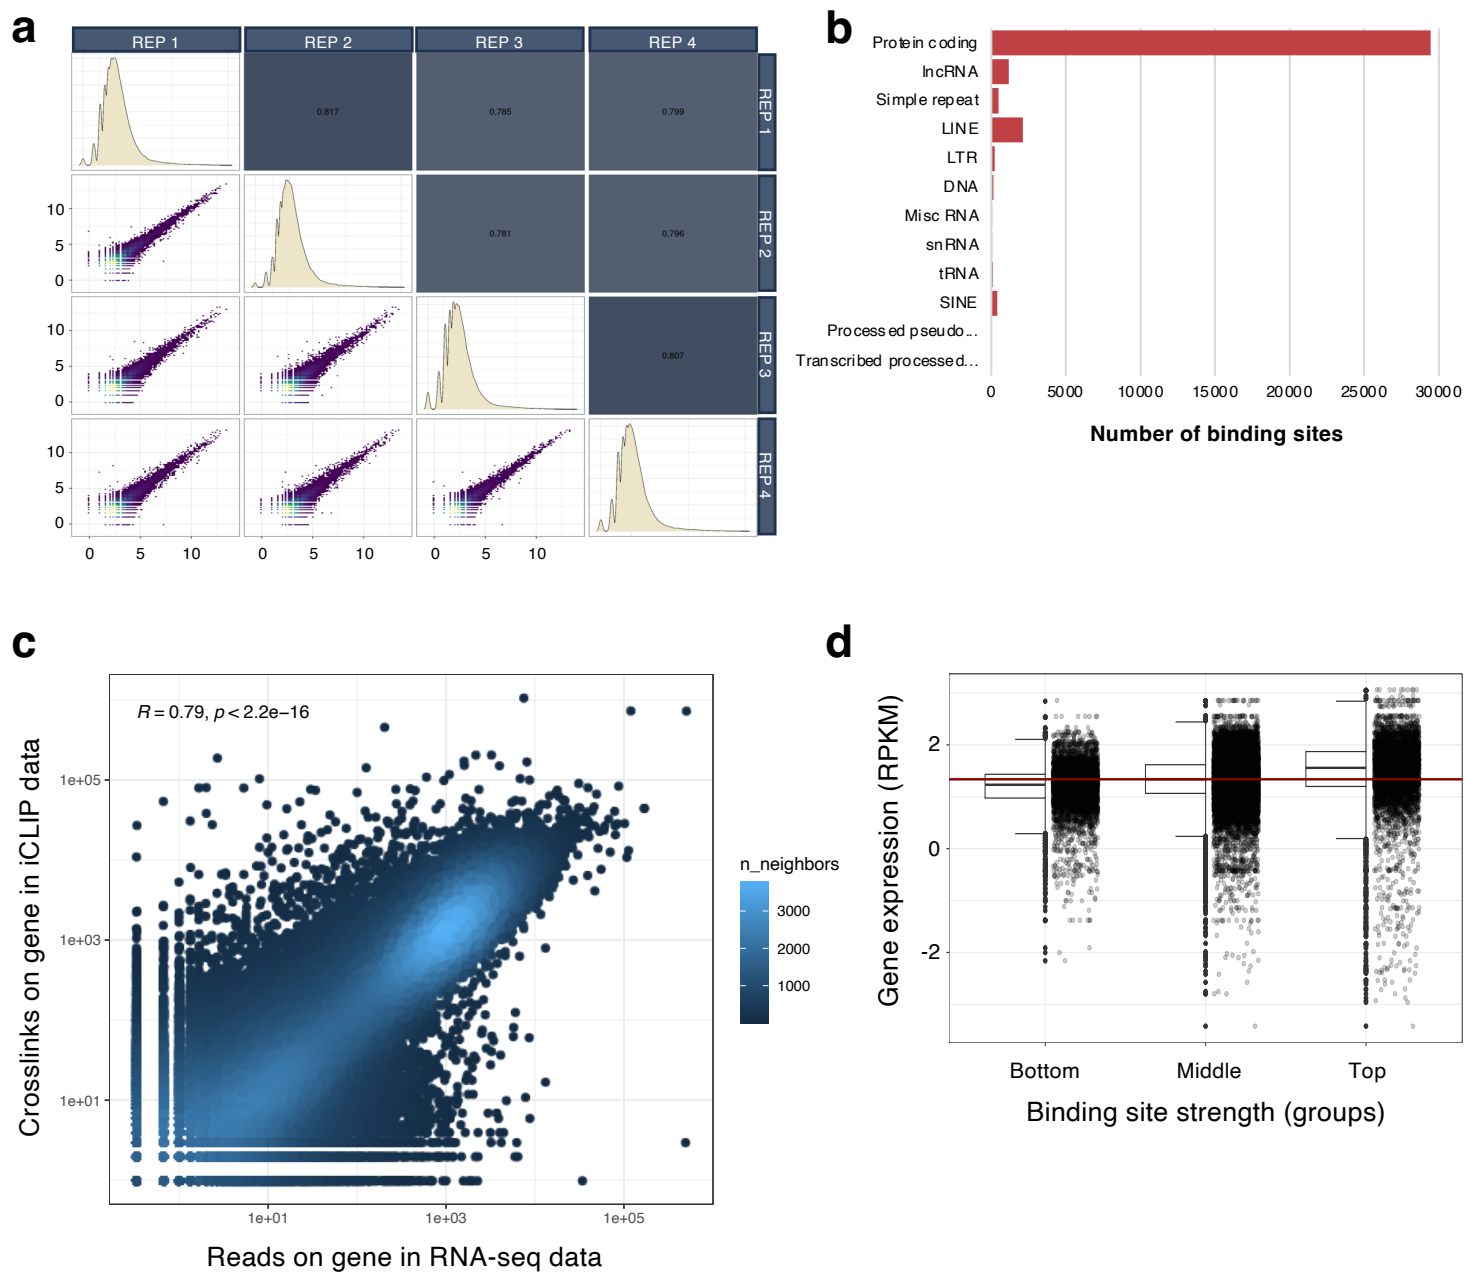 a
REP 1
REP 2
REP 3
REP 4
0.817
0.785
0.799
REP 1
10
5
0
0.781
0.796
REP 2
10
5
0
0.807
REP 3
10
5
0
REP 4
0
5
10
0
5
10
0
5
10
b
Protein coding
lncRNA
Simple repeat
LINE
LTR
DNA
Misc RNA
snRNA
tRNA
SINE
Processed pseudo...
Transcribed processed...
0
5000
10000
15000
20000
25000
30000
Number of binding sites
c
R = 0.79, p < 2.2e−16
Crosslinks on gene in iCLIP data
1e+05
1e+03
1e+01
1e+01
1e+03
1e+05
Reads on gene in RNA-seq data
n_neighbors
3000
2000
1000
d
Gene expression (RPKM)
2
0
-2
Bottom
Middle
Top
Binding site strength (groups)